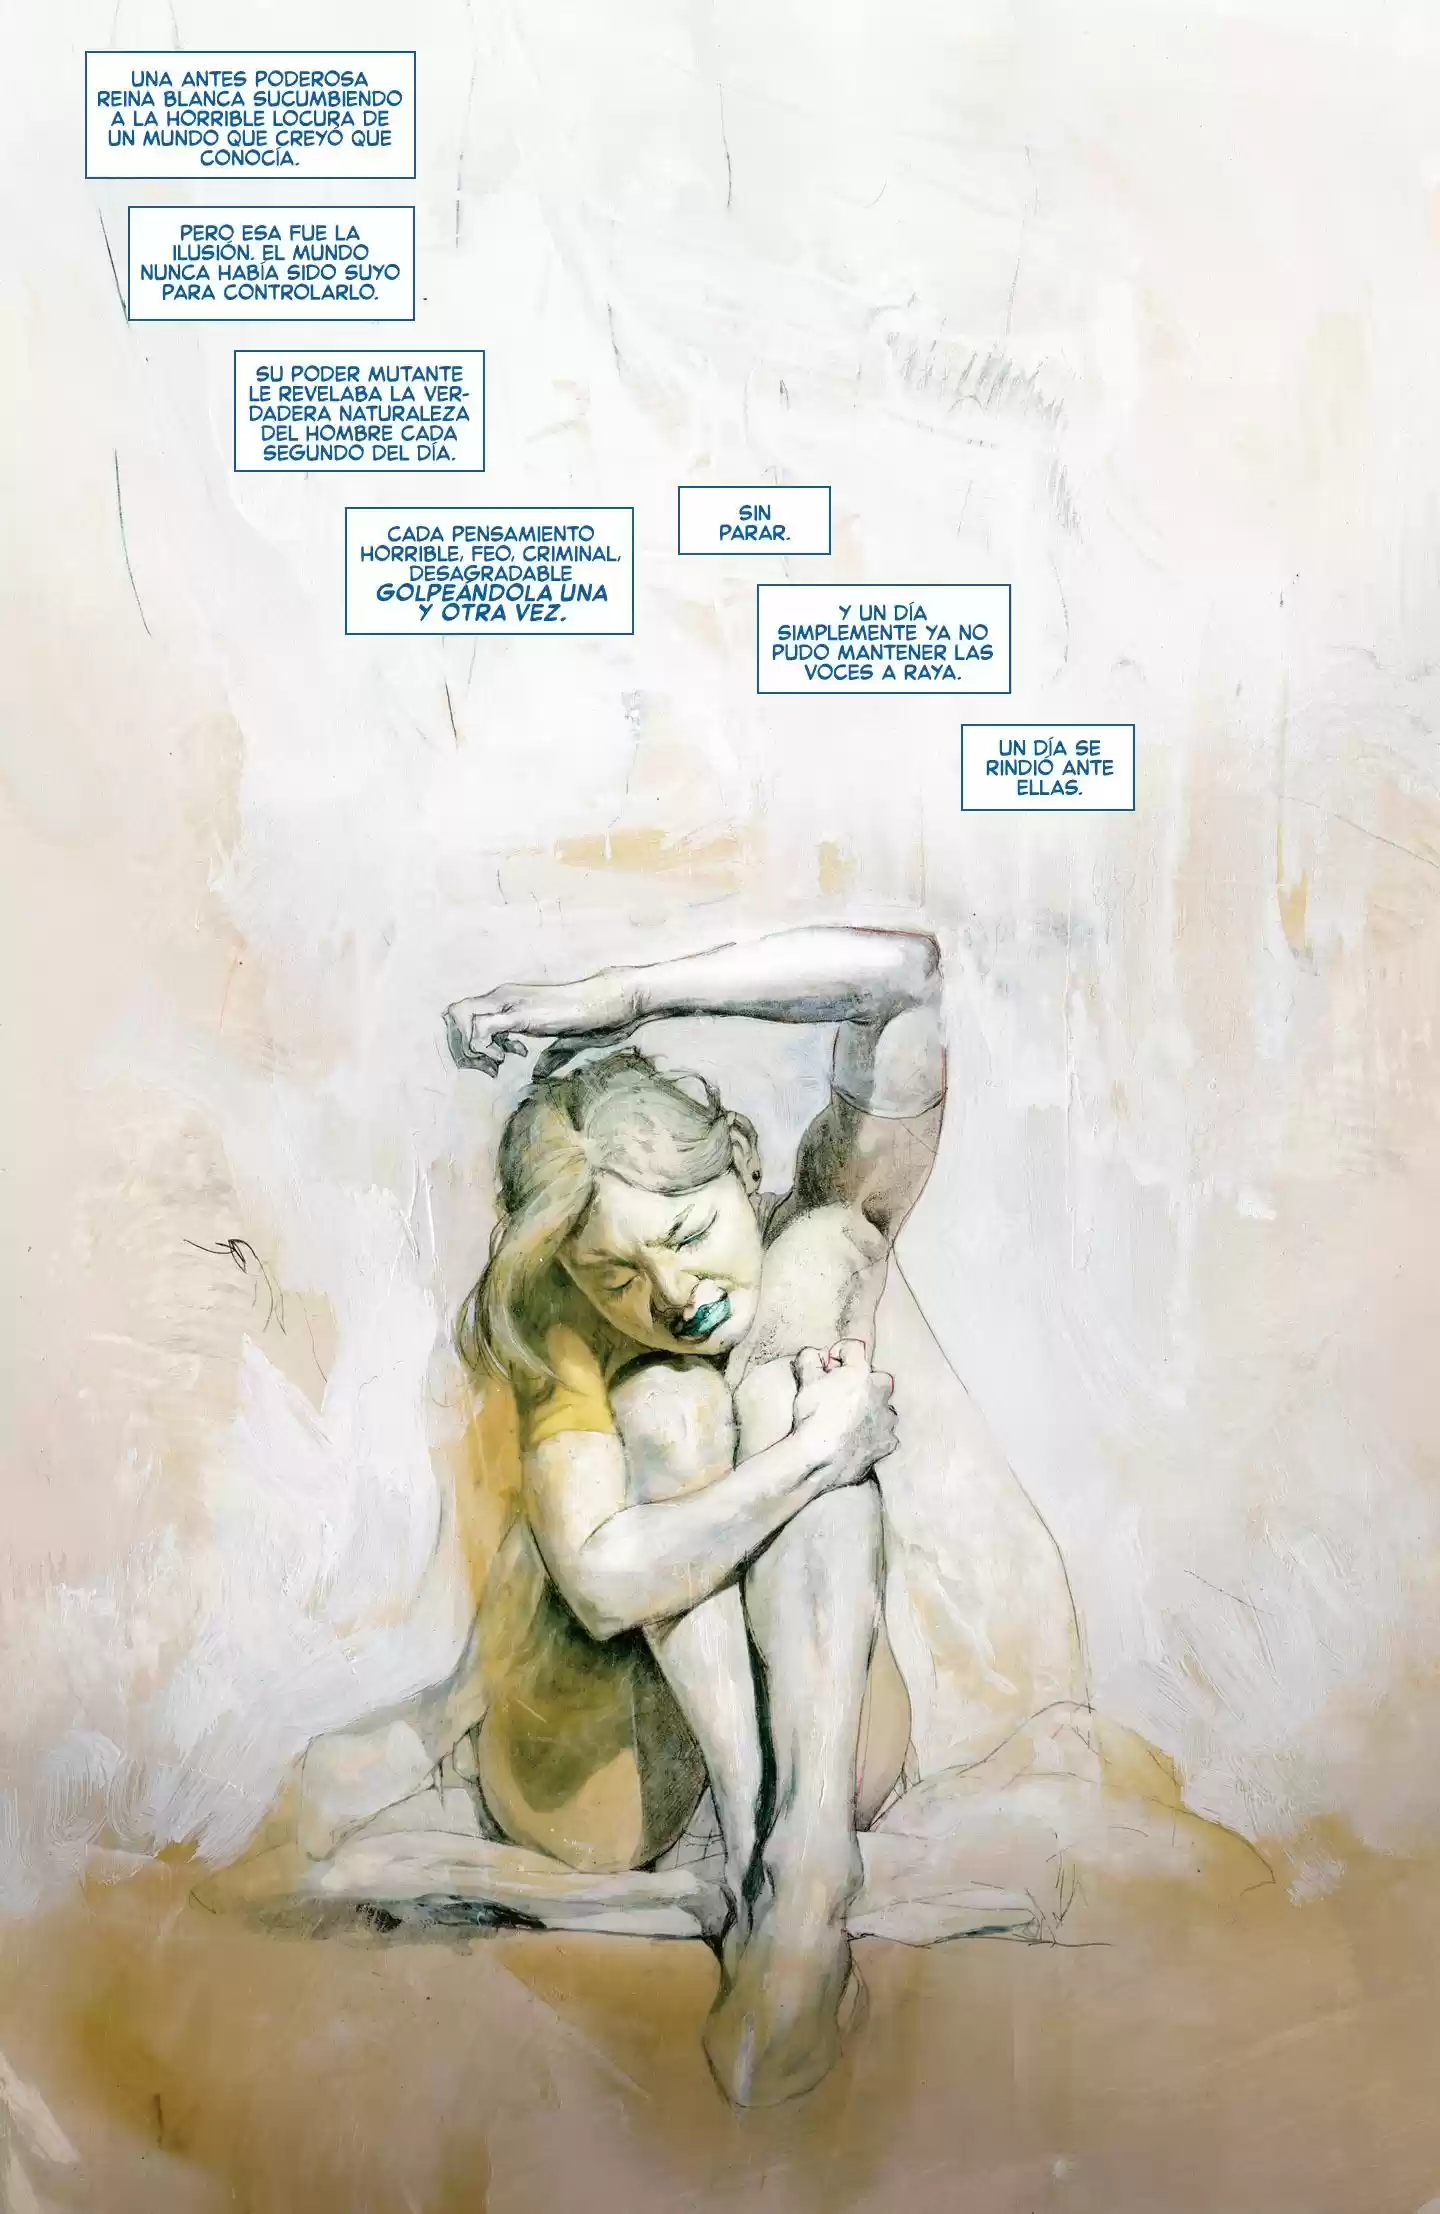 UNA ANTES PODEROSA
REINA BLANCA SUCUMBIENDO
A LA HORRIBLE LOCURA DE
UN MUNDO QUE CREYÓ QUE
CONOCÍA.
PERO ESA FUE LA
ILUSIÓN. EL MUNDO
NUNCA HABÍA SIDO SUYO
PARA CONTROLARLO.
SU PODER MUTANTE
LE REVELABA LA VER-
DADERA NATURALEZA
DEL HOMBRE CADA
SEGUNDO DEL DÍA.
CADA PENSAMIENTO
HORRIBLE, FEO, CRIMINAL,
DESAGRADABLE
GOLPEÁNDOLA UNA
Y OTRA VEZ.
SIN
PARAR.
Y UN DÍA
SIMPLEMENTE YA NO
PUDO MANTENER LAS
VOCES A RAYA.
UN DÍA SE
RINDIÓ ANTE
ELLAS.